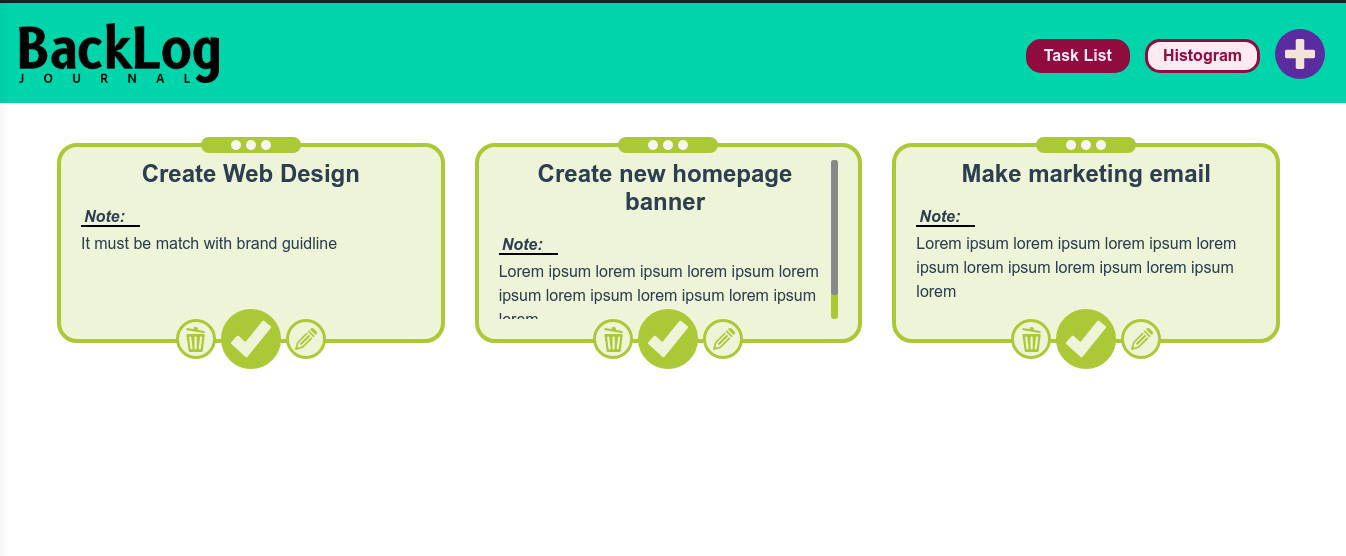 BackLog
JOURNAL
Task List
Histogram
Create Web Design
Note:
It must be match with brand guidline
Create new homepage
banner
Note:
Lorem ipsum lorem ipsum lorem ipsum lorem
ipsum lorem ipsum lorem ipsum lorem ipsum
lorem
Make marketing email
Note:
Lorem ipsum lorem ipsum lorem ipsum lorem
ipsum lorem ipsum lorem ipsum lorem ipsum
lorem